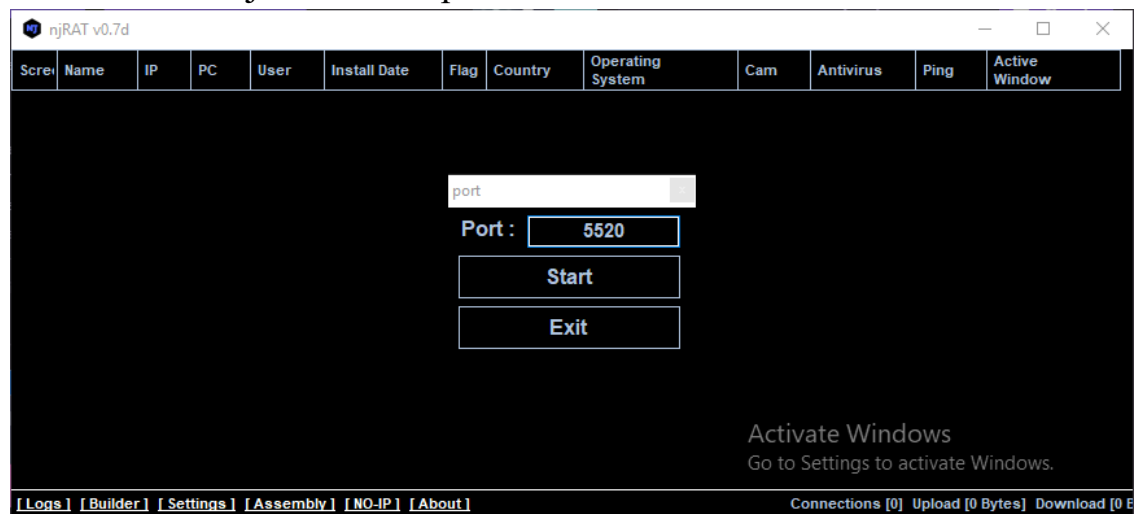 njRAT v0.7d
Scree Name IP PC User Install Date Flag Country Operating System Cam Antivirus Ping Active Window
port
Port : 5520
Start
Exit
Activate Windows
Go to Settings to activate Windows.
[ Logs ] [ Builder ] [ Settings ] [ Assembly ] [ NO-IP ] [ About ] Connections [0] Upload [0 Bytes] Download [0 B